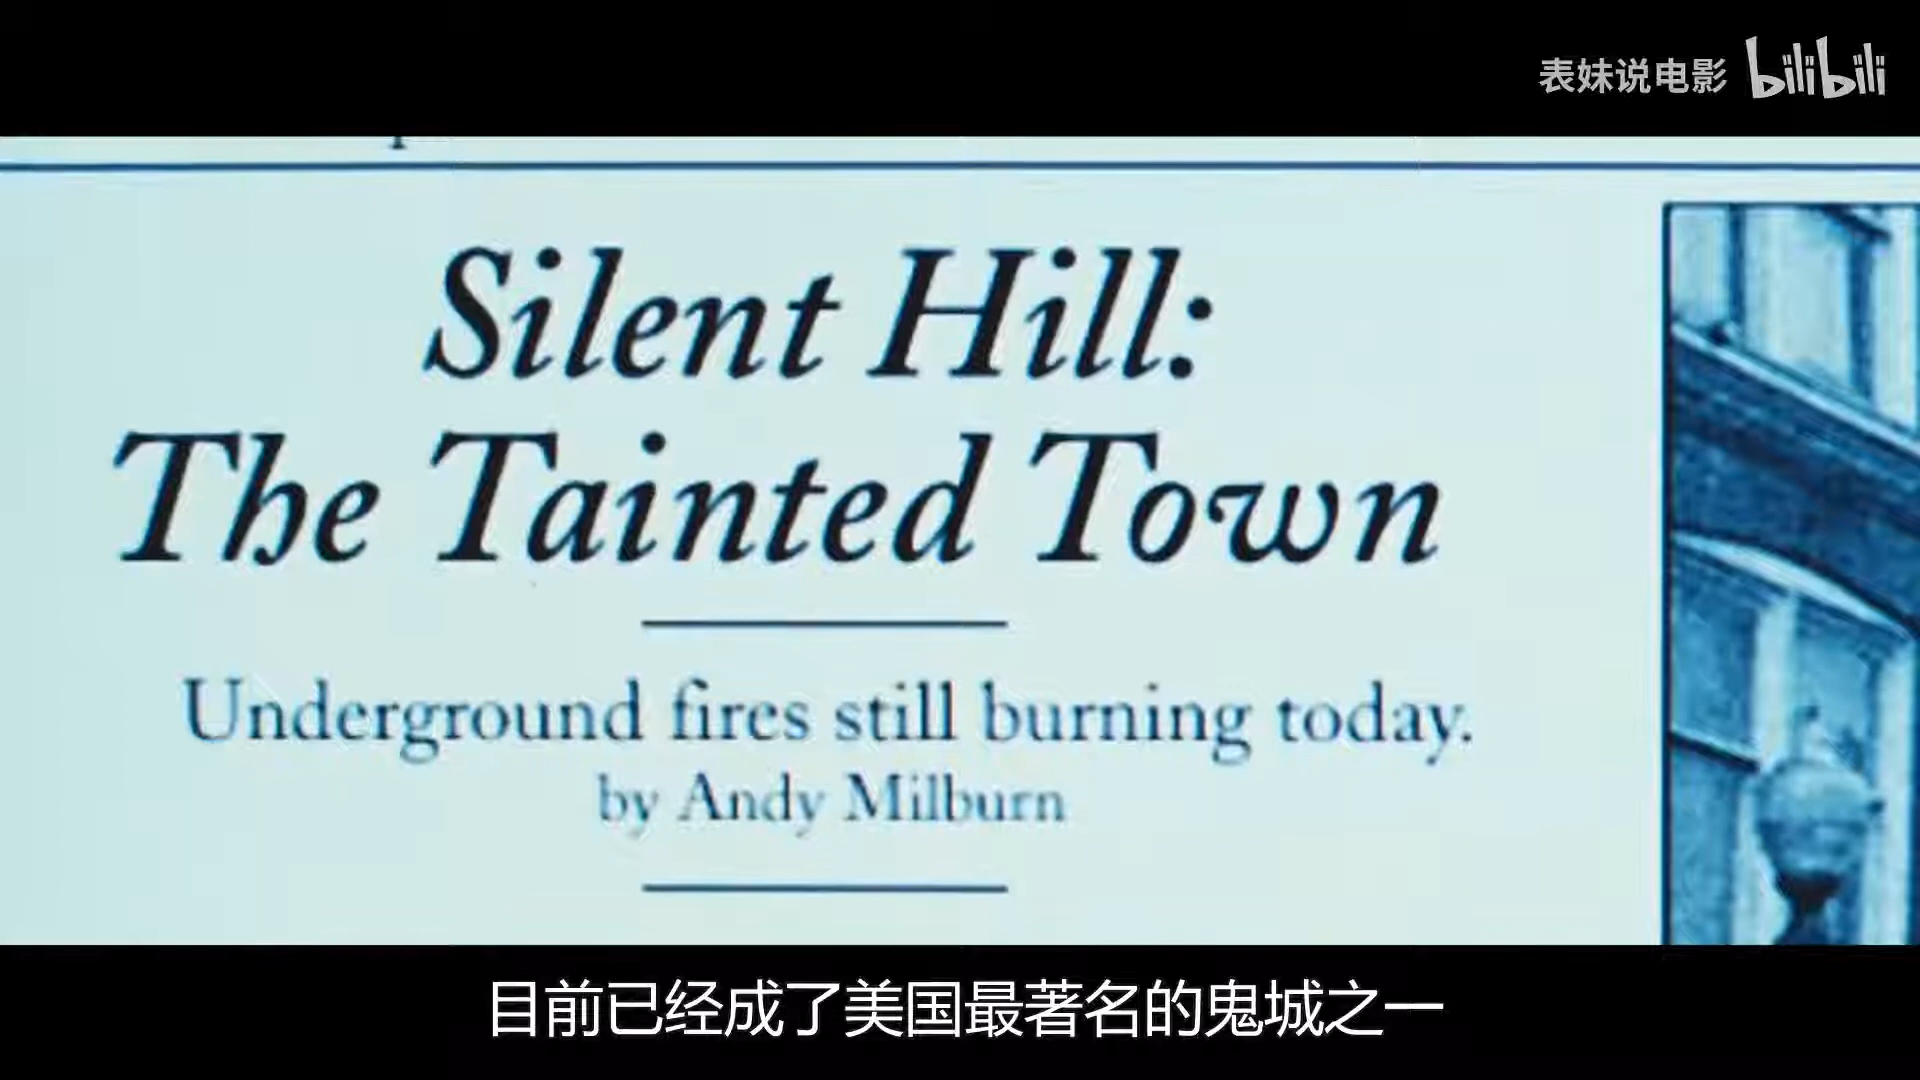 表妹说电影 bilibili
Silent Hill:
The Tainted Town
Underground fires still burning today.
by Andy Milburn
目前已经成了美国最著名的鬼城之一